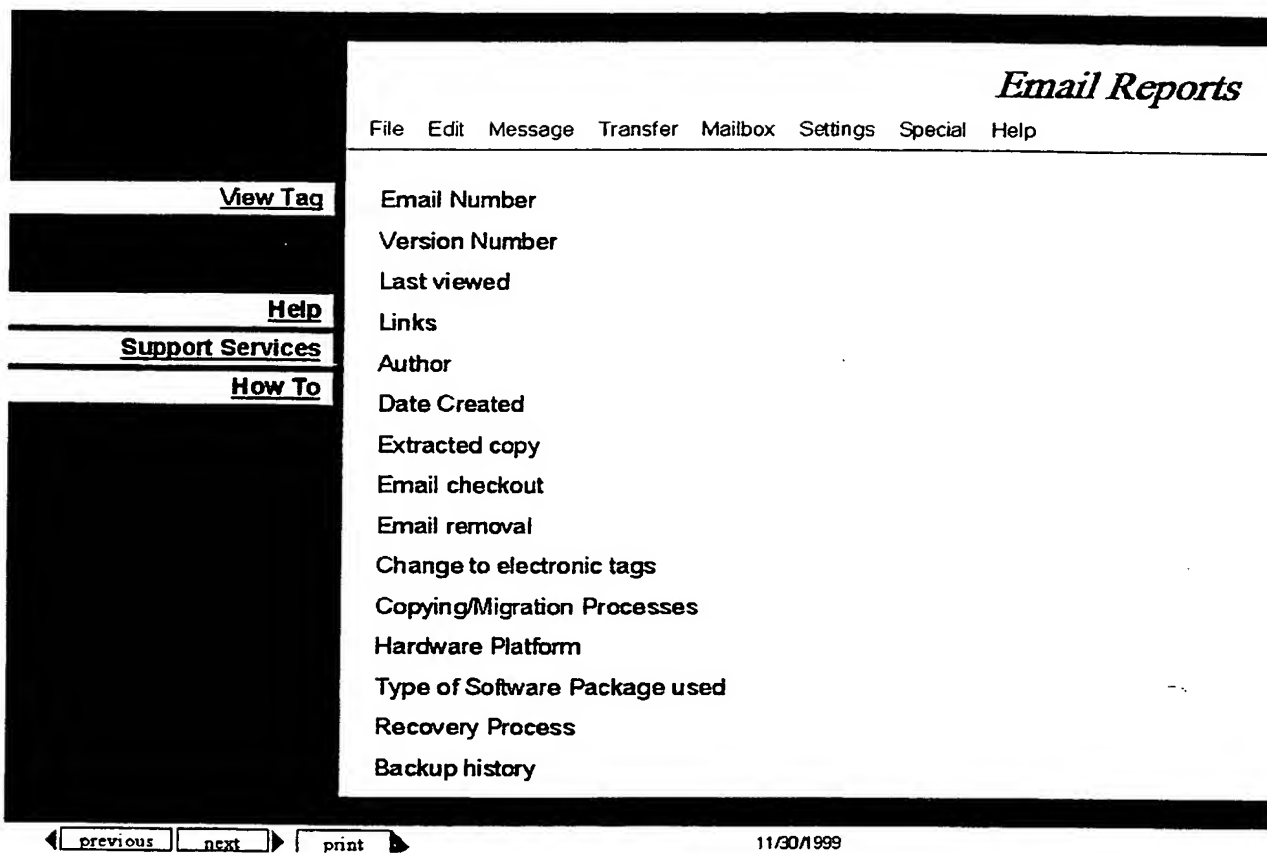 Email Reports
File Edit Message Transfer Mailbox Settings Special Help
View Tag
Help
Support Services
How To
Email Number
Version Number
Last viewed
Links
Author
Date Created
Extracted copy
Email checkout
Email removal
Change to electronic tags
Copying/Migration Processes
Hardware Platform
Type of Software Package used
Recovery Process
Backup history
previous next print
11/30/1999